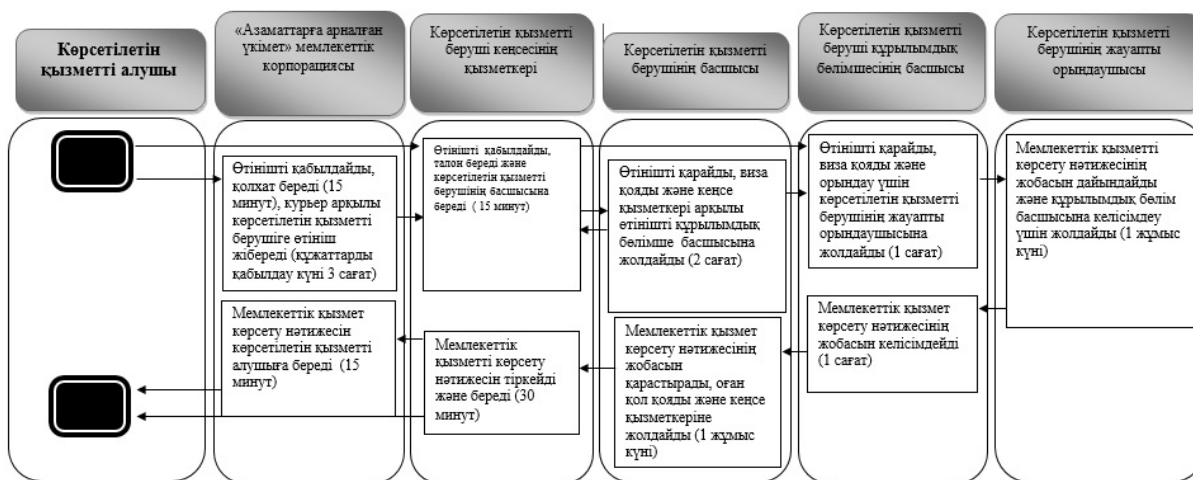 Көрсетілетін
қызметті алушы
«Азаматтарға арналған
үкімет» мемлекеттік
корпорациясы
Көрсетілетін қызметті
беруші кеңсесінің
қызметкері
Көрсетілетін қызметті
берушінің басшысы
Көрсетілетін қызметті
беруші құрылымдық
бөлімшесінің басшысы
Көрсетілетін қызметті
берушінің жауапты
орындаушысы
Өтінішті қабылдайды,
қолхат береді (15
минут), курьер арқылы
көрсетілетін қызметті
берушіге өтініш
жібереді (құжаттарды
қабылдау күні 3 сағат)
Өтінішті қабылдайды,
талон береді және
көрсетілетін қызметті
берушінің басшысына
береді ( 15 минут)
Өтінішті қарайды, виза
қояды және кеңсе
қызметкері арқылы
өтінішті құрылымдық
бөлімше басшысына
жолдайды (2 сағат)
Өтінішті қарайды,
виза қояды және
орындау үшін
көрсетілетін қызметті
берушінің жауапты
орындаушысына
жолдайды (1 сағат)
Мемлекеттік қызметті
көрсету нәтижесінің
жобасын дайындайды
және құрылымдық бөлім
басшысына келісімдеу
үшін жолдайды (1 жұмыс
күні)
Мемлекеттік қызмет
көрсету нәтижесін
көрсетілетін қызметті
алушыға береді (15
минут)
Мемлекеттік
қызметті көрсету
нәтижесін тіркейді
және береді (30
минут)
Мемлекеттік қызмет
көрсету нәтижесінің
жобасын
қарастырады, оған
қол қояды және кеңсе
қызметкеріне
жолдайды (1 жұмыс
күні)
Мемлекеттік қызмет
көрсету нәтижесінің
жобасын келісімдейді
(1 сағат)